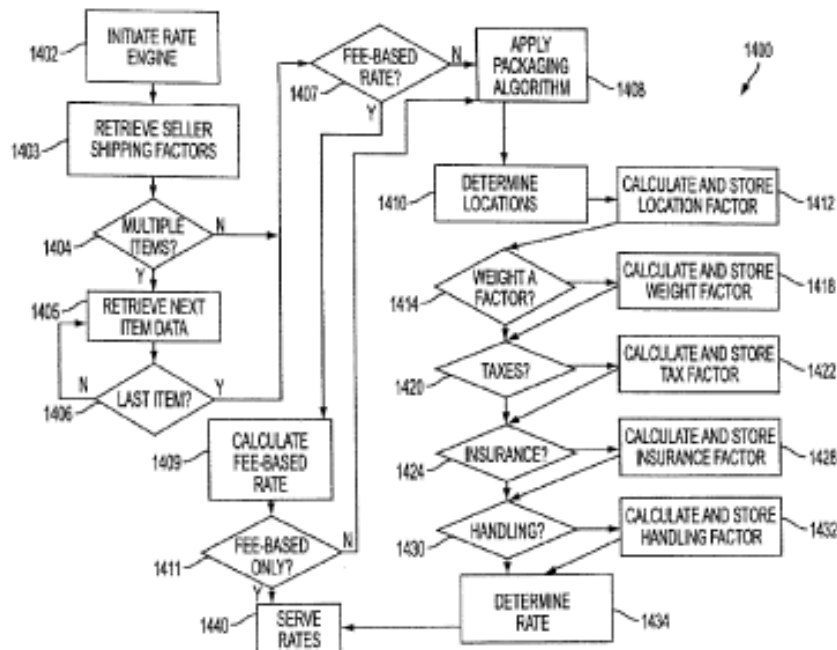 INITIATE RATE
ENGINE
1402
RETRIEVE SELLER
SHIPPING FACTORS
1403
MULTIPLE
ITEMS?
1404
N
Y
1405
RETRIEVE NEXT
ITEM DATA
N
LAST ITEM?
Y
1406
FEE-BASED
RATE?
N
1407
Y
APPLY
PACKAGING
ALGORITHM
1408
1400
1409
CALCULATE
FEE-BASED
RATE
FEE-BASED
ONLY?
N
1411
Y
1440
SERVE
RATES
1410
DETERMINE
LOCATIONS
CALCULATE AND STORE
LOCATION FACTOR
1412
WEIGHT A
FACTOR?
1414
CALCULATE AND STORE
WEIGHT FACTOR
1418
TAXES?
1420
CALCULATE AND STORE
TAX FACTOR
1422
INSURANCE?
1424
CALCULATE AND STORE
INSURANCE FACTOR
1428
HANDLING?
1430
CALCULATE AND STORE
HANDLING FACTOR
1432
DETERMINE
RATE
1434